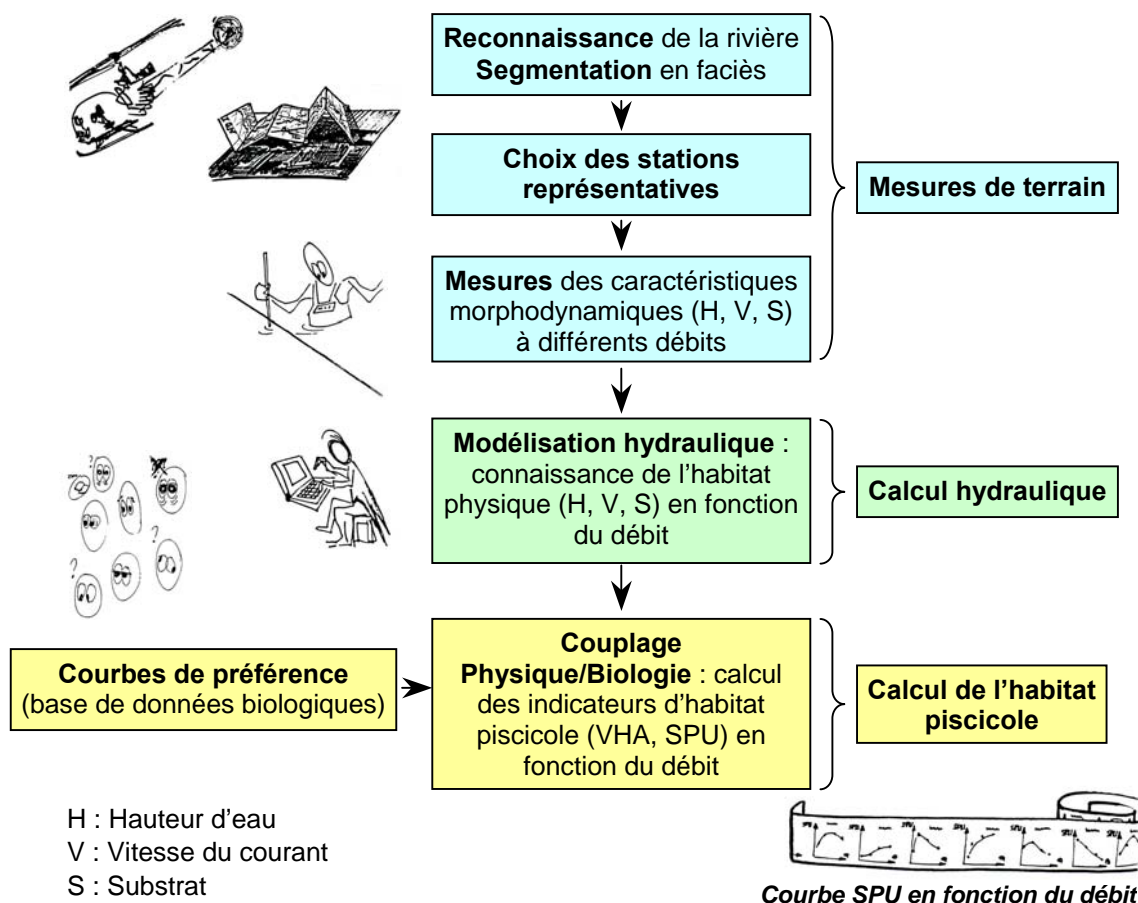 Reconnaissance de la rivière
Segmentation en faciès
Choix des stations
représentatives
Mesures de terrain
Mesures des caractéristiques
morphodynamiques (H, V, S)
à différents débits
Modélisation hydraulique :
connaissance de l'habitat
physique (H, V, S) en fonction
du débit
Calcul hydraulique
Courbes de préférence
(base de données biologiques)
Couplage
Physique/Biologie : calcul
des indicateurs d'habitat
piscicole (VHA, SPU) en
fonction du débit
Calcul de l'habitat
piscicole
H : Hauteur d'eau
V : Vitesse du courant
S : Substrat
Courbe SPU en fonction du débit